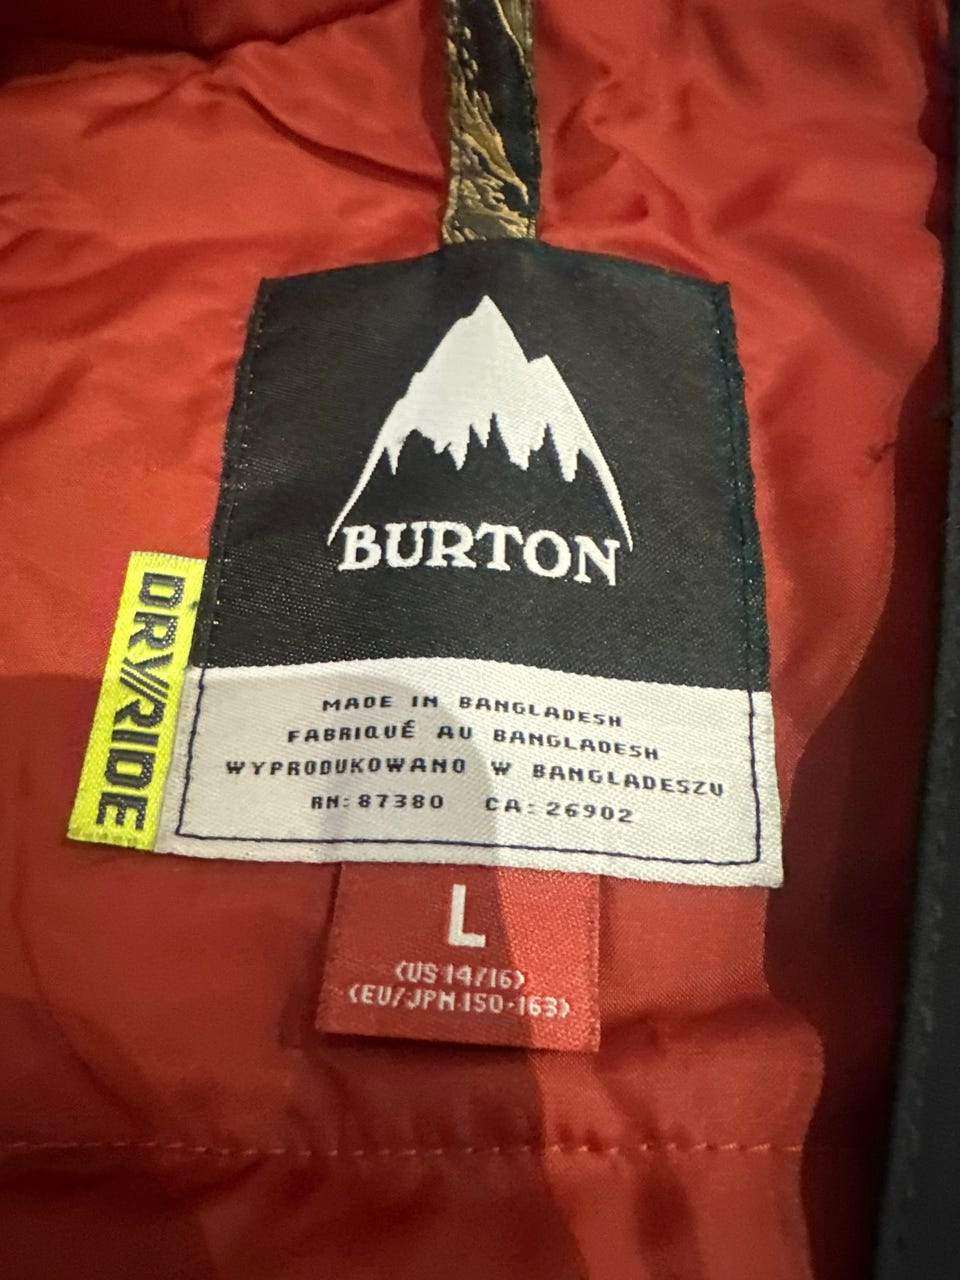 BURTON
DRY///RIDE
MADE IN BANGLADESH
FABRIQUÉ AU BANGLADESH
WYPRODUKOWANO W BANGLADESZU
RN: 87380 CA: 26902
L
(US 14/16)
(EU/JPN 150-163)